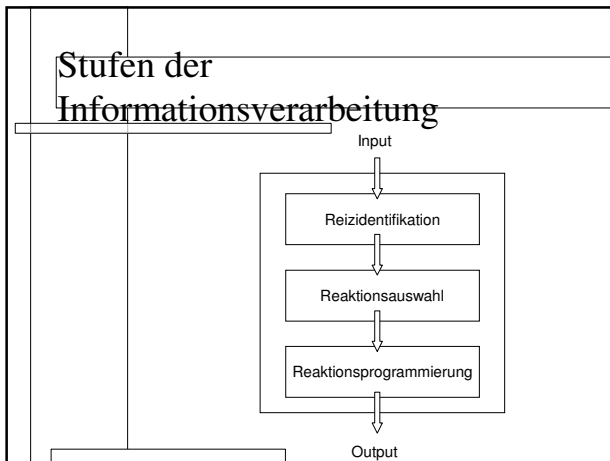 Stufen der
Informationsverarbeitung
Input
Reizidentifikation
Reaktionsauswahl
Reaktionsprogrammierung
Output